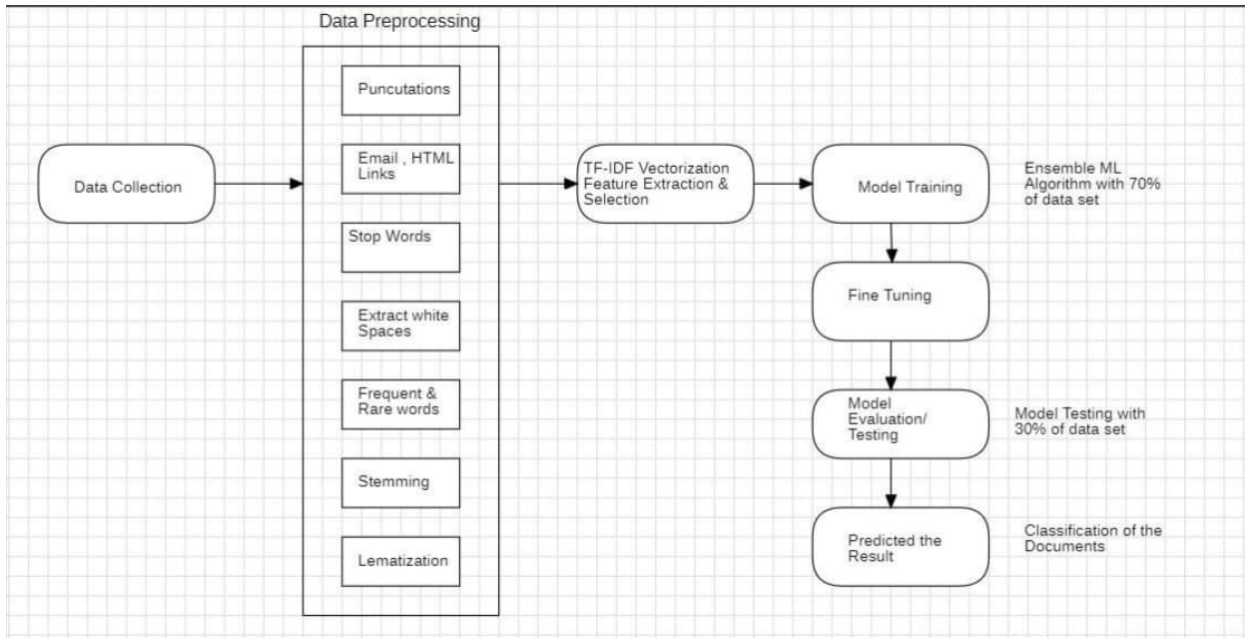 Data Preprocessing
Puncutations
Email , HTML
Links
Stop Words
Extract white
Spaces
Frequent &
Rare words
Stemming
Lematization
Data Collection
TF-IDF Vectorization
Feature Extraction &
Selection
Model Training
Ensemble ML
Algorithm with 70%
of data set
Fine Tuning
Model
Evaluation/
Testing
Model Testing with
30% of data set
Predicted the
Result
Classification of the
Documents